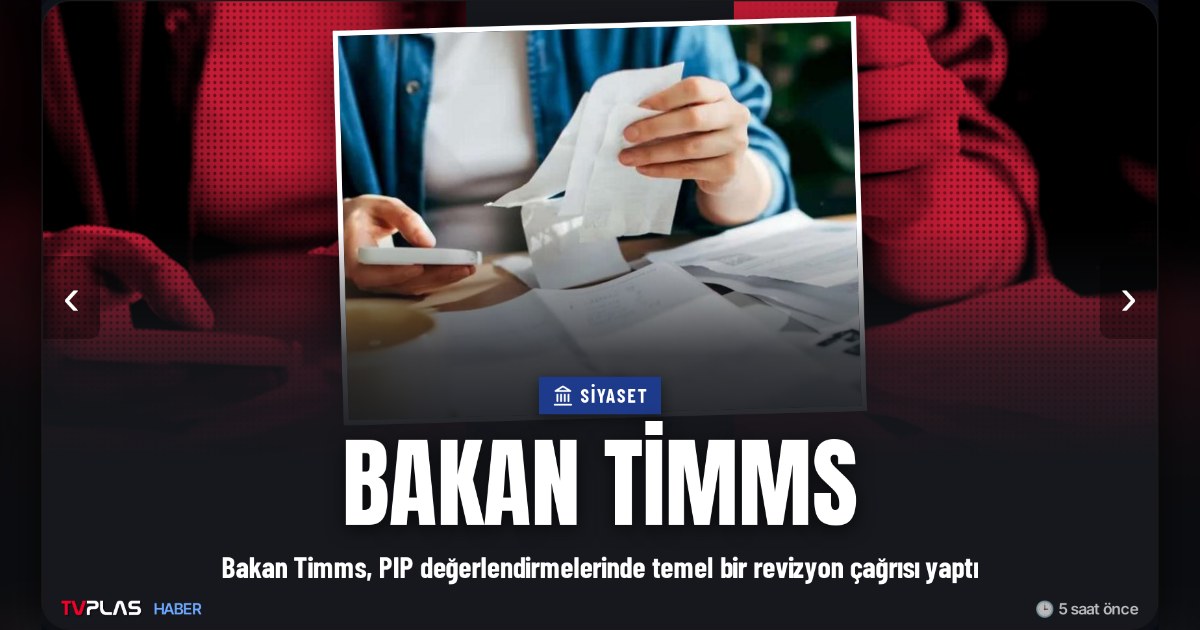 SİYASET
BAKAN TİMMS
Bakan Timms, PIP değerlendirmelerinde temel bir revizyon çağrısı yaptı
TVPLAS HABER
5 saat önce